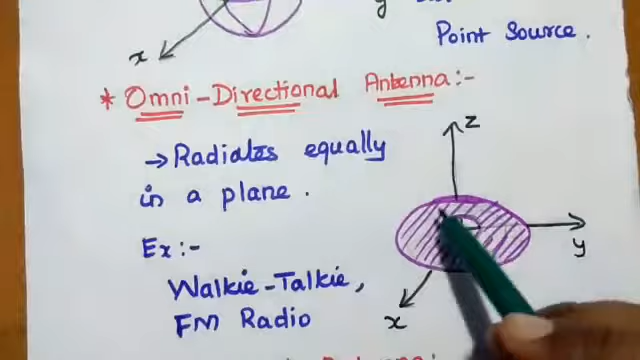 y
x
Point Source.
* Omni-Directional Antenna:-
→ Radiates equally
in a plane.
Ex:-
Walkie-Talkie,
FM Radio
z
y
x